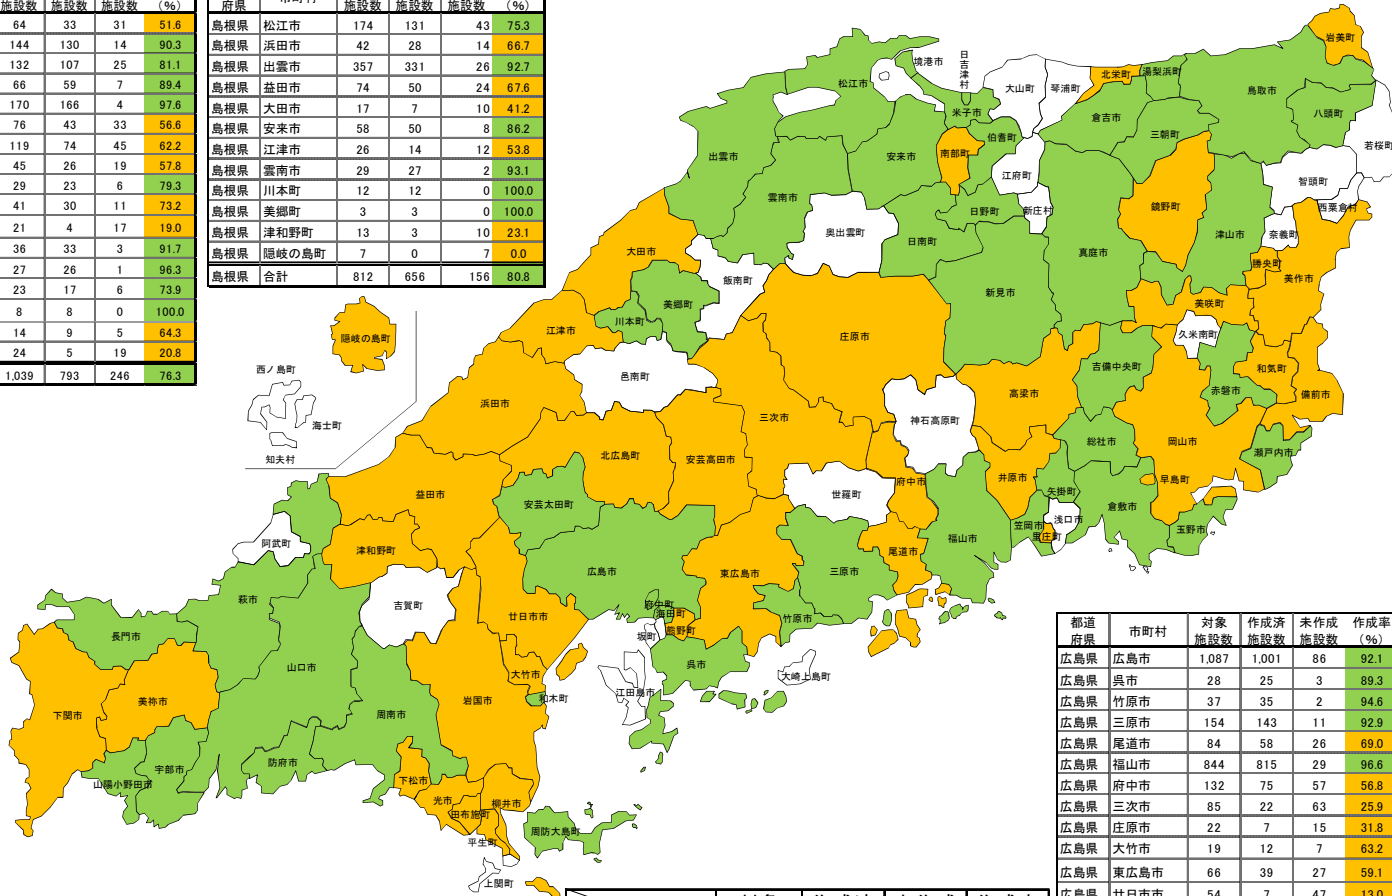 施設数 施設数 施設数 (%)
64 33 31 51.6
144 130 14 90.3
132 107 25 81.1
66 59 7 89.4
170 166 4 97.6
76 43 33 56.6
119 74 45 62.2
45 26 19 57.8
29 23 6 79.3
41 30 11 73.2
21 4 17 19.0
36 33 3 91.7
27 26 1 96.3
23 17 6 73.9
8 8 0 100.0
14 9 5 64.3
24 5 19 20.8
1,039 793 246 76.3
府県 施設数 施設数 施設数 (%)
島根県 松江市 174 131 43 75.3
島根県 浜田市 42 28 14 66.7
島根県 出雲市 357 331 26 92.7
島根県 益田市 74 50 24 67.6
島根県 大田市 17 7 10 41.2
島根県 安来市 58 50 8 86.2
島根県 江津市 26 14 12 53.8
島根県 雲南市 29 27 2 93.1
島根県 川本町 12 12 0 100.0
島根県 美郷町 3 3 0 100.0
島根県 津和野町 13 3 10 23.1
島根県 隠岐の島町 7 0 7 0.0
島根県 合計 812 656 156 80.8
岩美町
境港市
日吉津村
松江市
大山町
琴浦町
北栄町
湯梨浜町
鳥取市
米子市
倉吉市
八頭町
三朝町
伯耆町
若桜町
出雲市
安来市
南部町
江府町
智頭町
雲南市
日野町
新庄村
鏡野町
西粟倉村
奥出雲町
日南町
津山市
奈義町
大田市
真庭市
勝央町
飯南町
美作市
新見市
美郷町
美咲町
川本町
江津市
隠岐の島町
庄原市
久米南町
西ノ島町
邑南町
吉備中央町
和気町
高梁市
赤磐市
備前市
浜田市
海士町
三次市
神石高原町
総社市
岡山市
知夫村
北広島町
安芸高田市
瀬戸内市
井原市
府中市
早島町
益田市
世羅町
矢掛町
安芸太田町
倉敷市
浅口市
笠岡市
玉野市
里庄町
福山市
阿武町
津和野町
尾道市
広島市
東広島市
三原市
萩市
吉賀町
府中町
海田町
廿日市市
竹原市
熊野町
長門市
坂町
呉市
山口市
大竹市
大崎上島町
江田島市
和木町
美祢市
岩国市
下関市
周南市
防府市
宇部市
山陽小野田市
下松市
光市
柳井市
田布施町
周防大島町
平生町
上関町
都道 市町村 対象 作成済 未作成 作成率
府県 施設数 施設数 施設数 (%)
広島県 広島市 1,087 1,001 86 92.1
広島県 呉市 28 25 3 89.3
広島県 竹原市 37 35 2 94.6
広島県 三原市 154 143 11 92.9
広島県 尾道市 84 58 26 69.0
広島県 福山市 844 815 29 96.6
広島県 府中市 132 75 57 56.8
広島県 三次市 85 22 63 25.9
広島県 庄原市 22 7 15 31.8
広島県 大竹市 19 12 7 63.2
広島県 東広島市 66 39 27 59.1
広島県 廿日市市 54 7 47 13.0